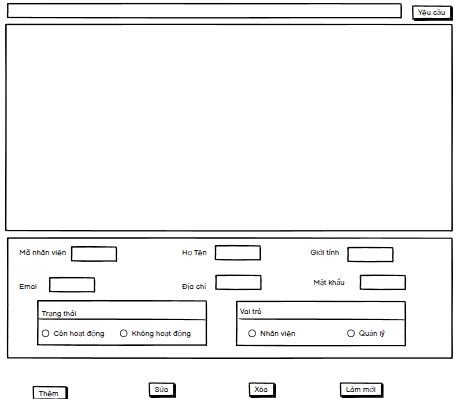 Yêu cầu
Mã nhân viên
Họ Tên
Giới tính
Emai
Địa chỉ
Mật khẩu
Trạng thái
Vai trò
Còn hoạt động
Không hoạt động
Nhân viên
Quản lý
Thêm
Sửa
Xóa
Làm mới